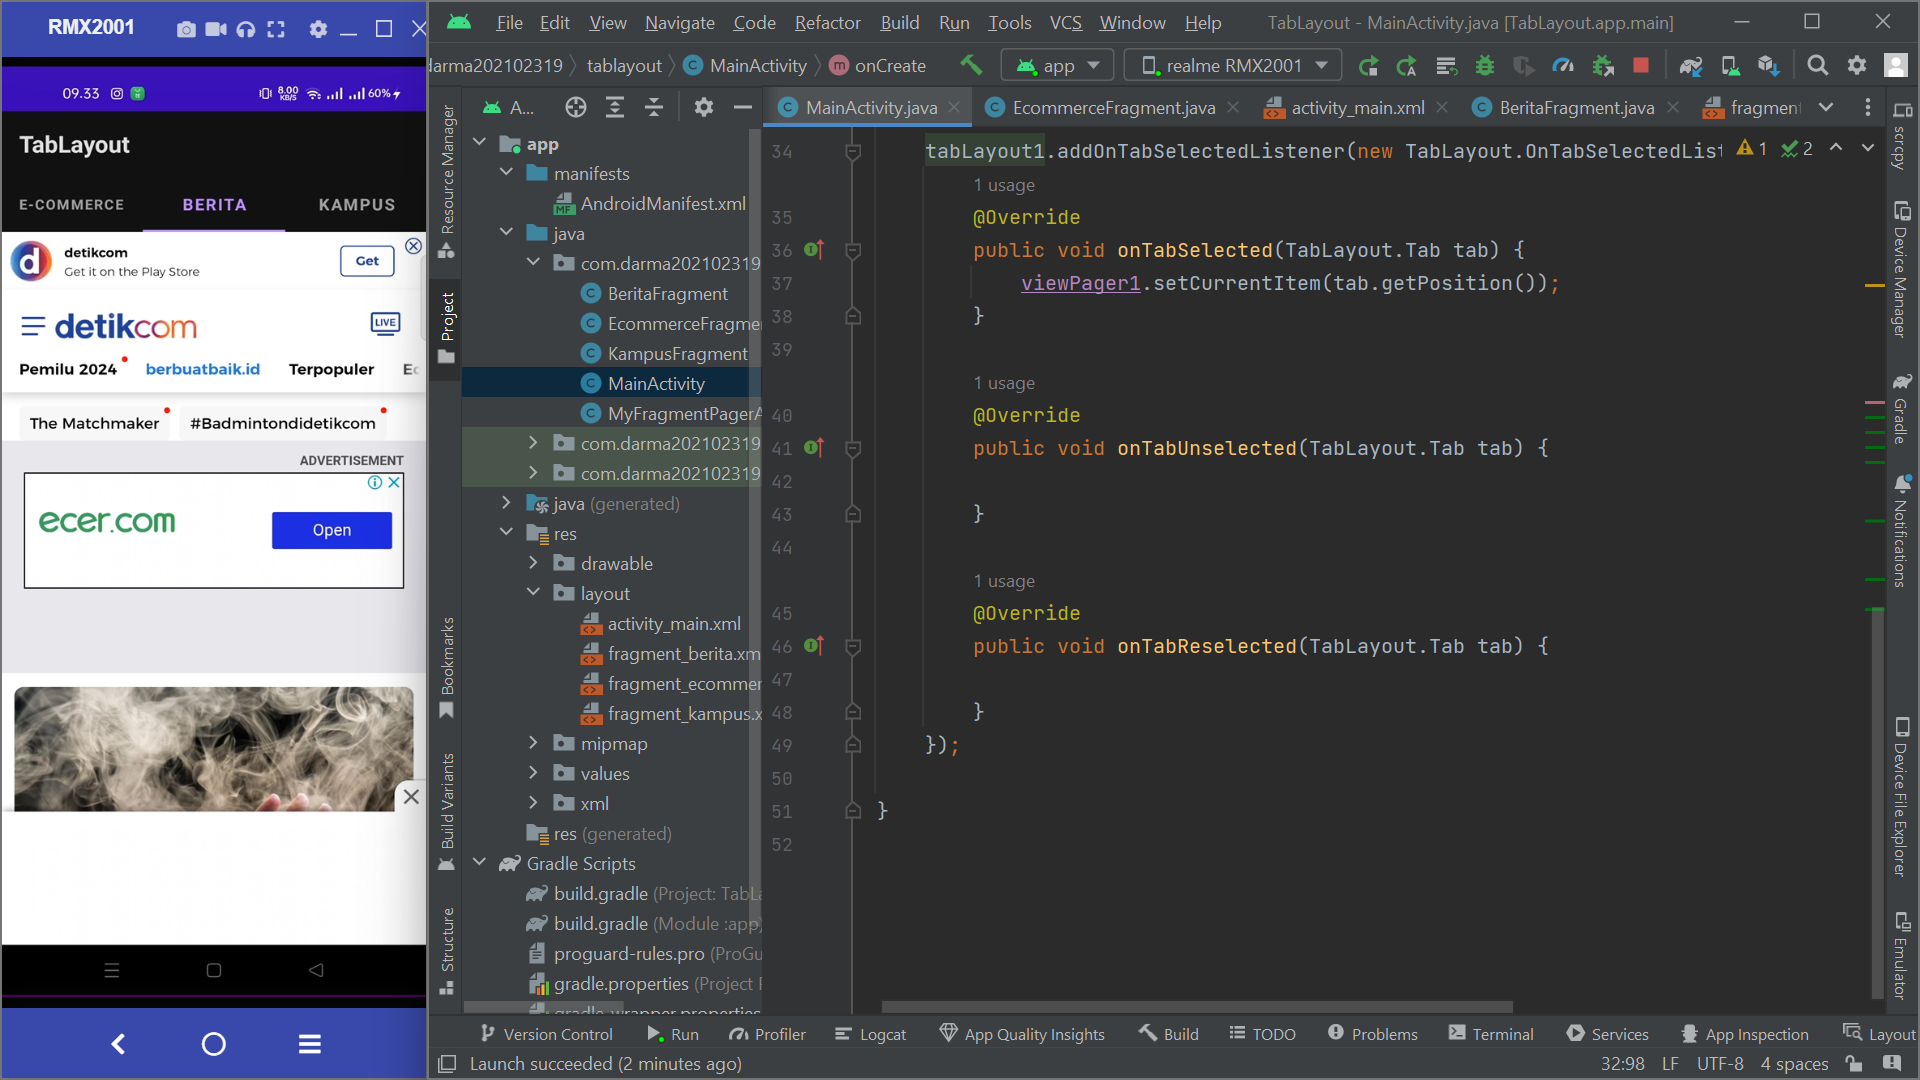 RMX2001
09.33
8.00
KB/S
60%
TabLayout
E-COMMERCE
BERITA
KAMPUS
detikcom
Get it on the Play Store
Get
detikcom
LIVE
Pemilu 2024
berbuatbaik.id
Terpopuler
The Matchmaker
#Badmintondidetikcom
ADVERTISEMENT
ecer.com
Open
File Edit View Navigate Code Refactor Build Run Tools VCS Window Help
TabLayout - MainActivity.java [TabLayout.app.main]
darma202102319 tablayout MainActivity onCreate
app
realme RMX2001
Resource Manager
Project
Bookmarks
Build Variants
Structure
A...
app
manifests
AndroidManifest.xml
java
com.darma202102319
BeritaFragment
EcommerceFragme
KampusFragment
MainActivity
MyFragmentPagerA
com.darma202102319
com.darma202102319
java (generated)
res
drawable
layout
activity_main.xml
fragment_berita.xm
fragment_ecommer
fragment_kampus.x
mipmap
values
xml
res (generated)
Gradle Scripts
build.gradle (Project: TabLa
build.gradle (Module :app)
proguard-rules.pro (ProGu
gradle.properties (Project P
gradle-wrapper.properties
MainActivity.java
EcommerceFragment.java
activity_main.xml
BeritaFragment.java
fragment
1 2
34 tabLayout1.addOnTabSelectedListener(new TabLayout.OnTabSelectedList
1 usage
35 @Override
36 public void onTabSelected(TabLayout.Tab tab) {
37 viewPager1.setCurrentItem(tab.getPosition());
38 }
39
1 usage
40 @Override
41 public void onTabUnselected(TabLayout.Tab tab) {
42
43 }
44
1 usage
45 @Override
46 public void onTabReselected(TabLayout.Tab tab) {
47
48 }
49 });
50
51 }
52
scrcpy
Device Manager
Gradle
Notifications
Device File Explorer
Emulator
Version Control
Run
Profiler
Logcat
App Quality Insights
Build
TODO
Problems
Terminal
Services
App Inspection
Layout
Launch succeeded (2 minutes ago)
32:98 LF UTF-8 4 spaces